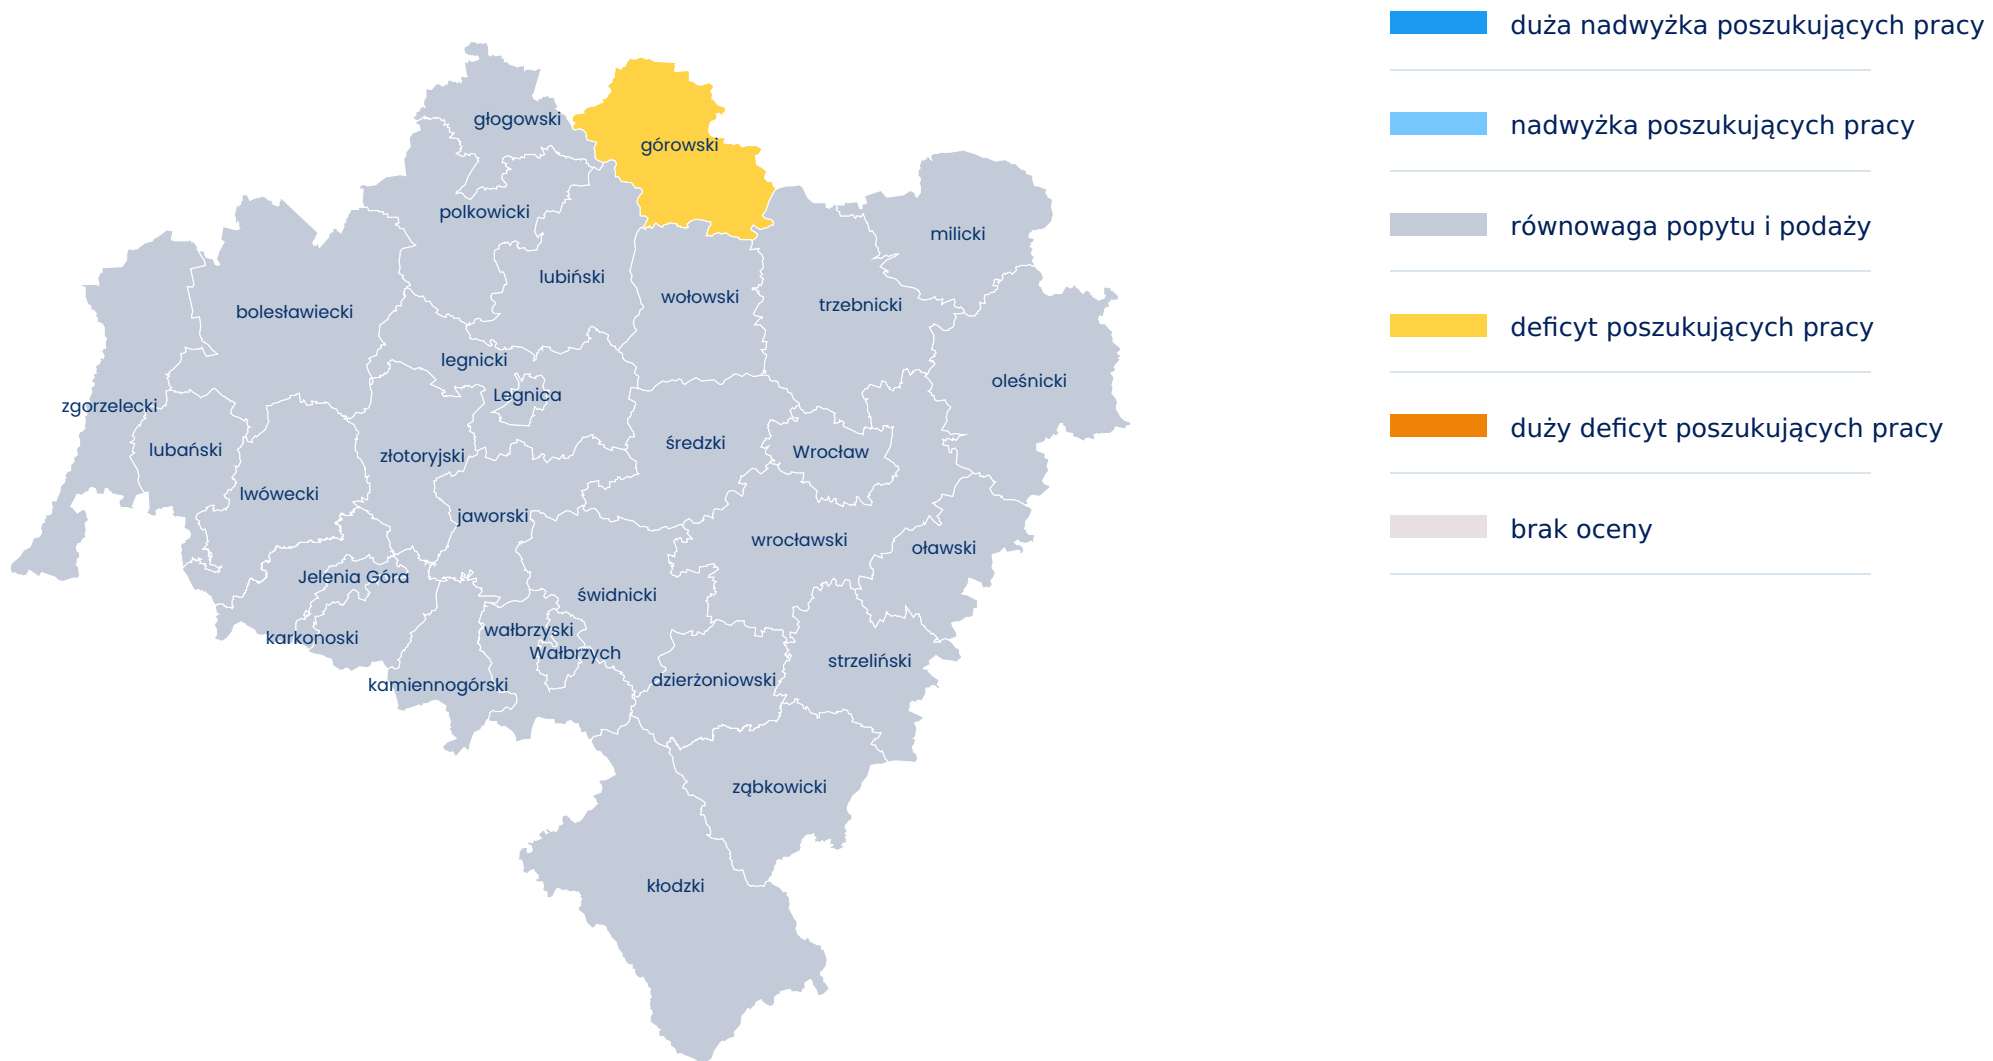 głogowski
górowski
polkowicki
milicki
lubiński
wołowski
trzebnicki
bolesławiecki
legnicki
oleśnicki
Legnica
zgorzelecki
średzki
lubański
Wrocław
złotoryjski
lwówecki
jaworski
wrocławski
oławski
Jelenia Góra
świdnicki
wałbrzyski
karkonoski
Wałbrzych
strzeliński
dzierżoniowski
kamiennogórski
ząbkowicki
kłodzki
duża nadwyżka poszukujących pracy
nadwyżka poszukujących pracy
równowaga popytu i podaży
deficyt poszukujących pracy
duży deficyt poszukujących pracy
brak oceny